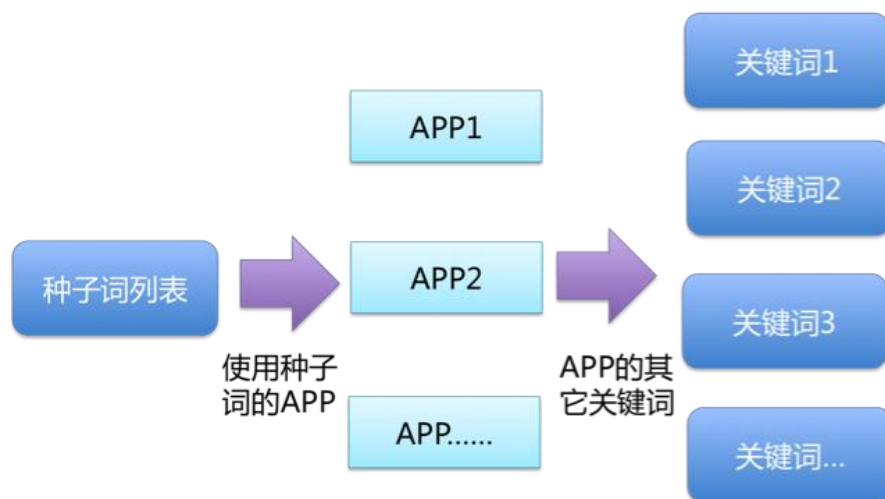 种子词列表
使用种子
词的APP
APP1
APP2
APP......
APP的其
它关键词
关键词1
关键词2
关键词3
关键词...